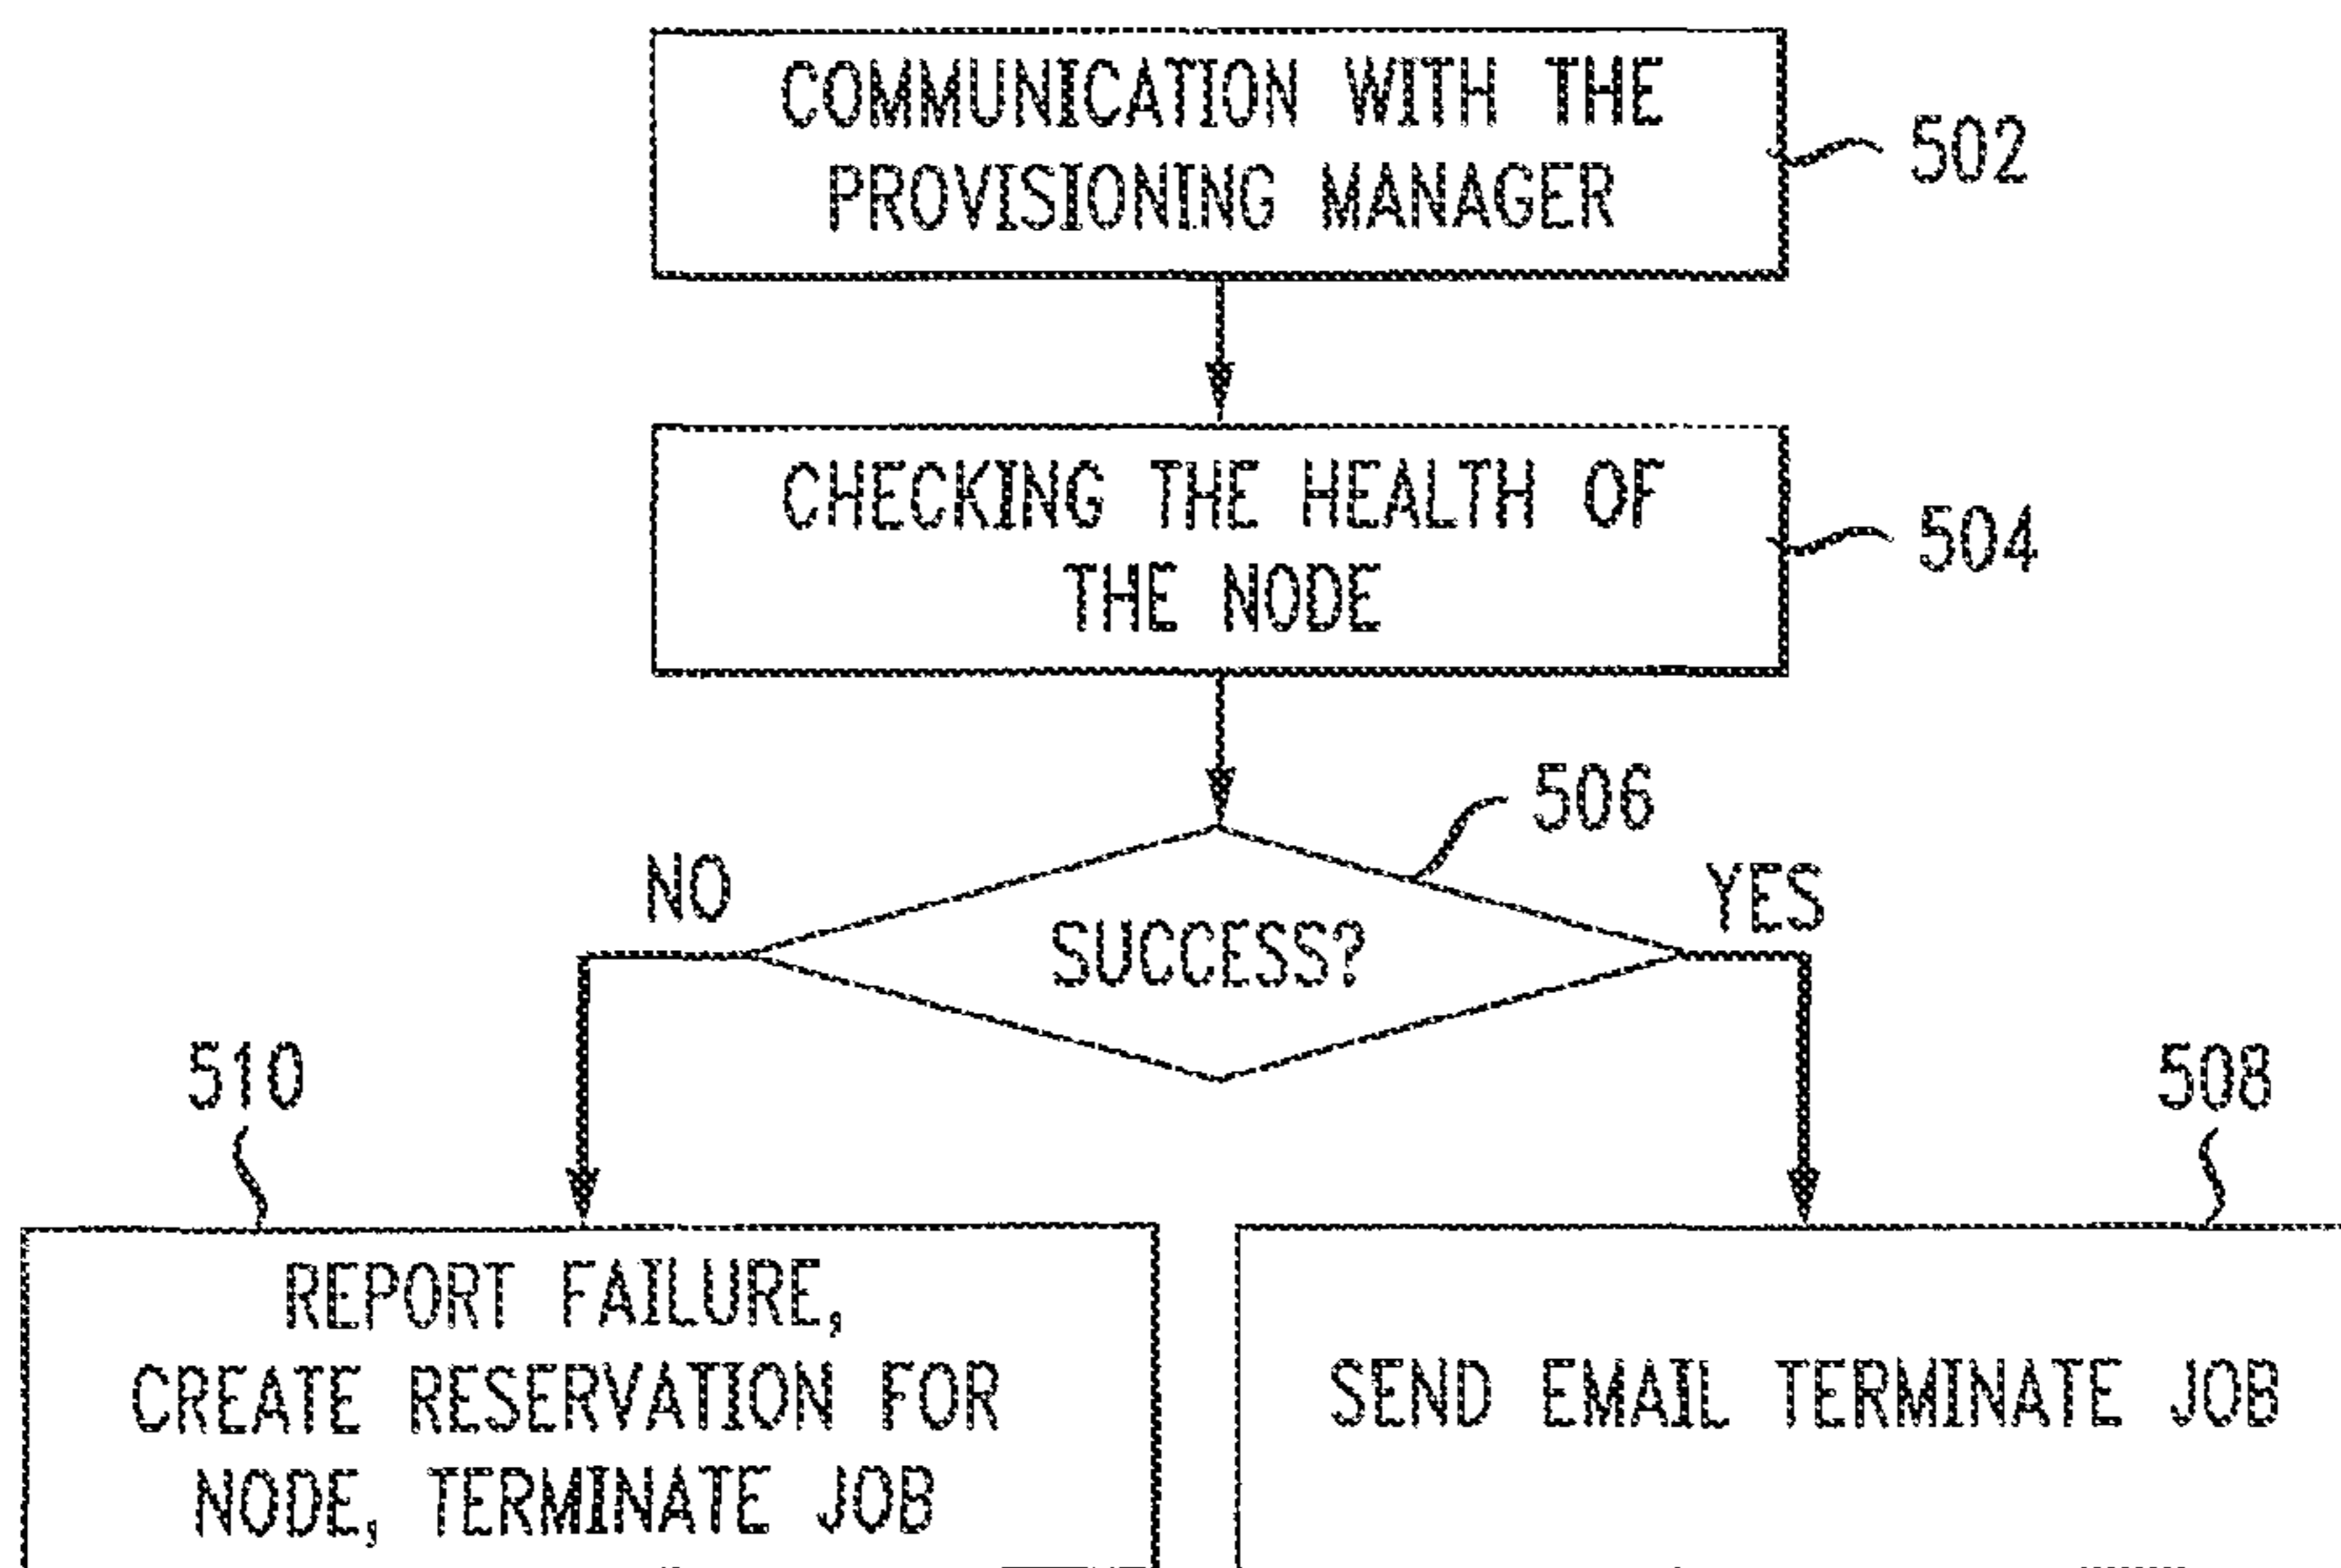 COMMUNICATION WITH THE
PROVISIONING MANAGER
502
CHECKING THE HEALTH OF
THE NODE
504
506
NO
YES
SUCCESS?
510
508
REPORT FAILURE,
CREATE RESERVATION FOR
NODE, TERMINATE JOB
SEND EMAIL TERMINATE JOB